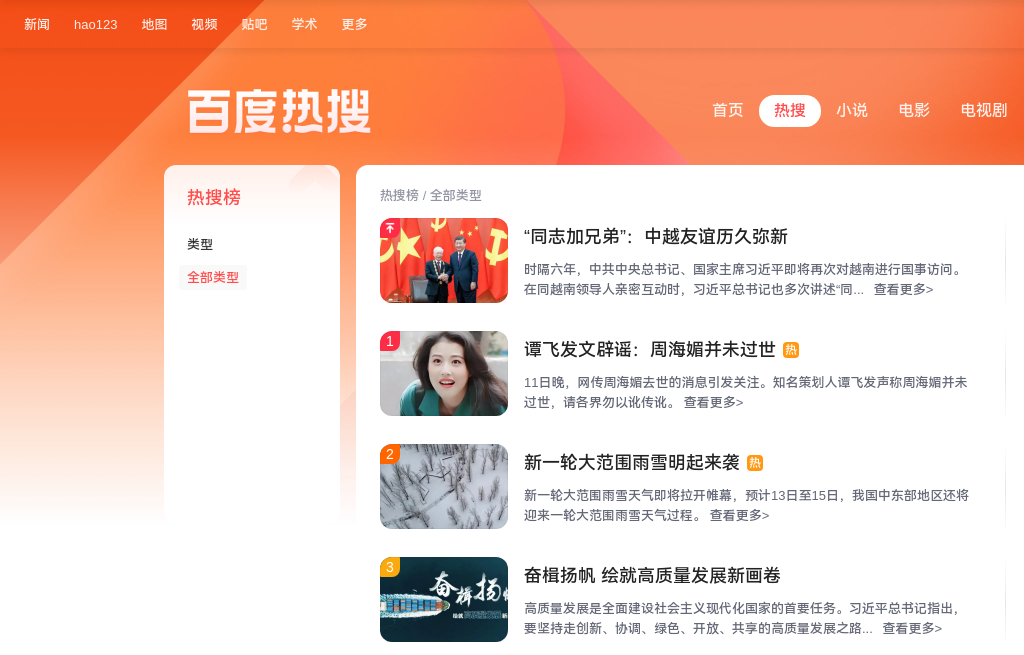 新闻 hao123 地图 视频 贴吧 学术 更多
百度热搜
首页 热搜 小说 电影 电视剧
热搜榜
类型
全部类型
热搜榜 / 全部类型
“同志加兄弟”：中越友谊历久弥新
时隔六年，中共中央总书记、国家主席习近平即将再次对越南进行国事访问。
在同越南领导人亲密互动时，习近平总书记也多次讲述“同... 查看更多>
1
谭飞发文辟谣：周海媚并未过世 热
11日晚，网传周海媚去世的消息引发关注。知名策划人谭飞发声称周海媚并未
过世，请各界勿以讹传讹。 查看更多>
2
新一轮大范围雨雪明起来袭 热
新一轮大范围雨雪天气即将拉开帷幕，预计13日至15日，我国中东部地区还将
迎来一轮大范围雨雪天气过程。 查看更多>
3
奋楫扬
奋楫扬帆 绘就高质量发展新画卷
高质量发展是全面建设社会主义现代化国家的首要任务。习近平总书记指出，
要坚持走创新、协调、绿色、开放、共享的高质量发展之路... 查看更多>